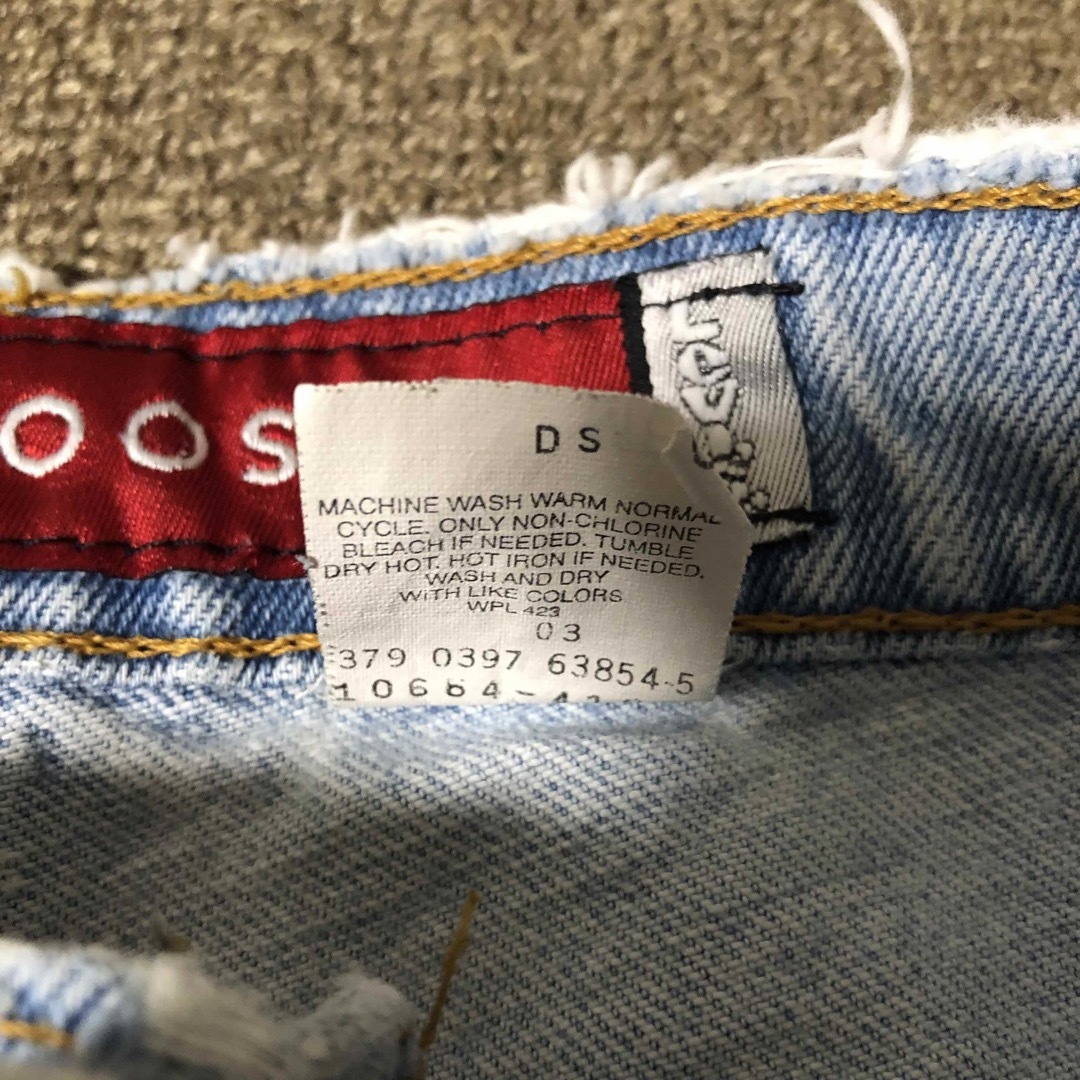 OOS
Levi's
DS
MACHINE WASH WARM NORMAL
CYCLE. ONLY NON-CHLORINE
BLEACH IF NEEDED. TUMBLE
DRY HOT. HOT IRON IF NEEDED.
WASH AND DRY
WITH LIKE COLORS
WPL 423
03
379 0397 63854-5